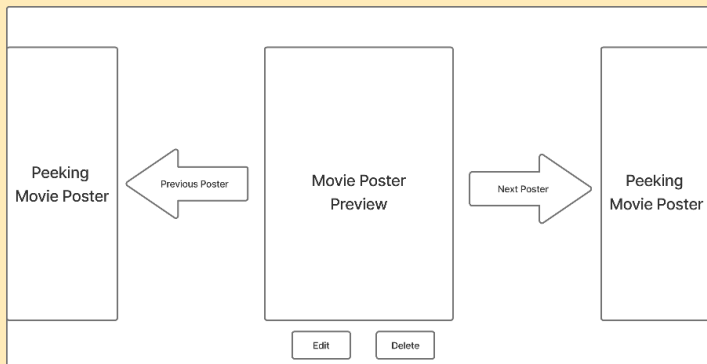 Peeking
Movie Poster
Previous Poster
Movie Poster
Preview
Next Poster
Peeking
Movie Poster
Edit
Delete